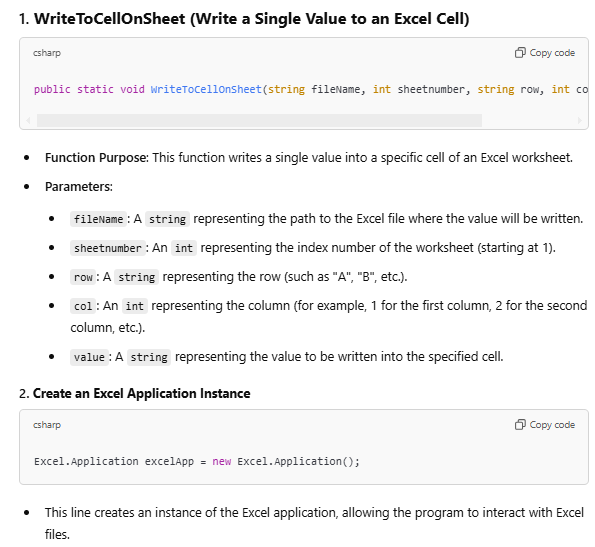 1. WriteToCellOnSheet (Write a Single Value to an Excel Cell)
csharp
Copy code
public static void WriteToCellOnSheet(string fileName, int sheetnumber, string row, int co
• Function Purpose: This function writes a single value into a specific cell of an Excel worksheet.
• Parameters:
• fileName : A string representing the path to the Excel file where the value will be written.
• sheetnumber : An int representing the index number of the worksheet (starting at 1).
• row : A string representing the row (such as "A", "B", etc.).
• col : An int representing the column (for example, 1 for the first column, 2 for the second
column, etc.).
• value : A string representing the value to be written into the specified cell.
2. Create an Excel Application Instance
csharp
Copy code
Excel.Application excelApp = new Excel.Application();
• This line creates an instance of the Excel application, allowing the program to interact with Excel
files.